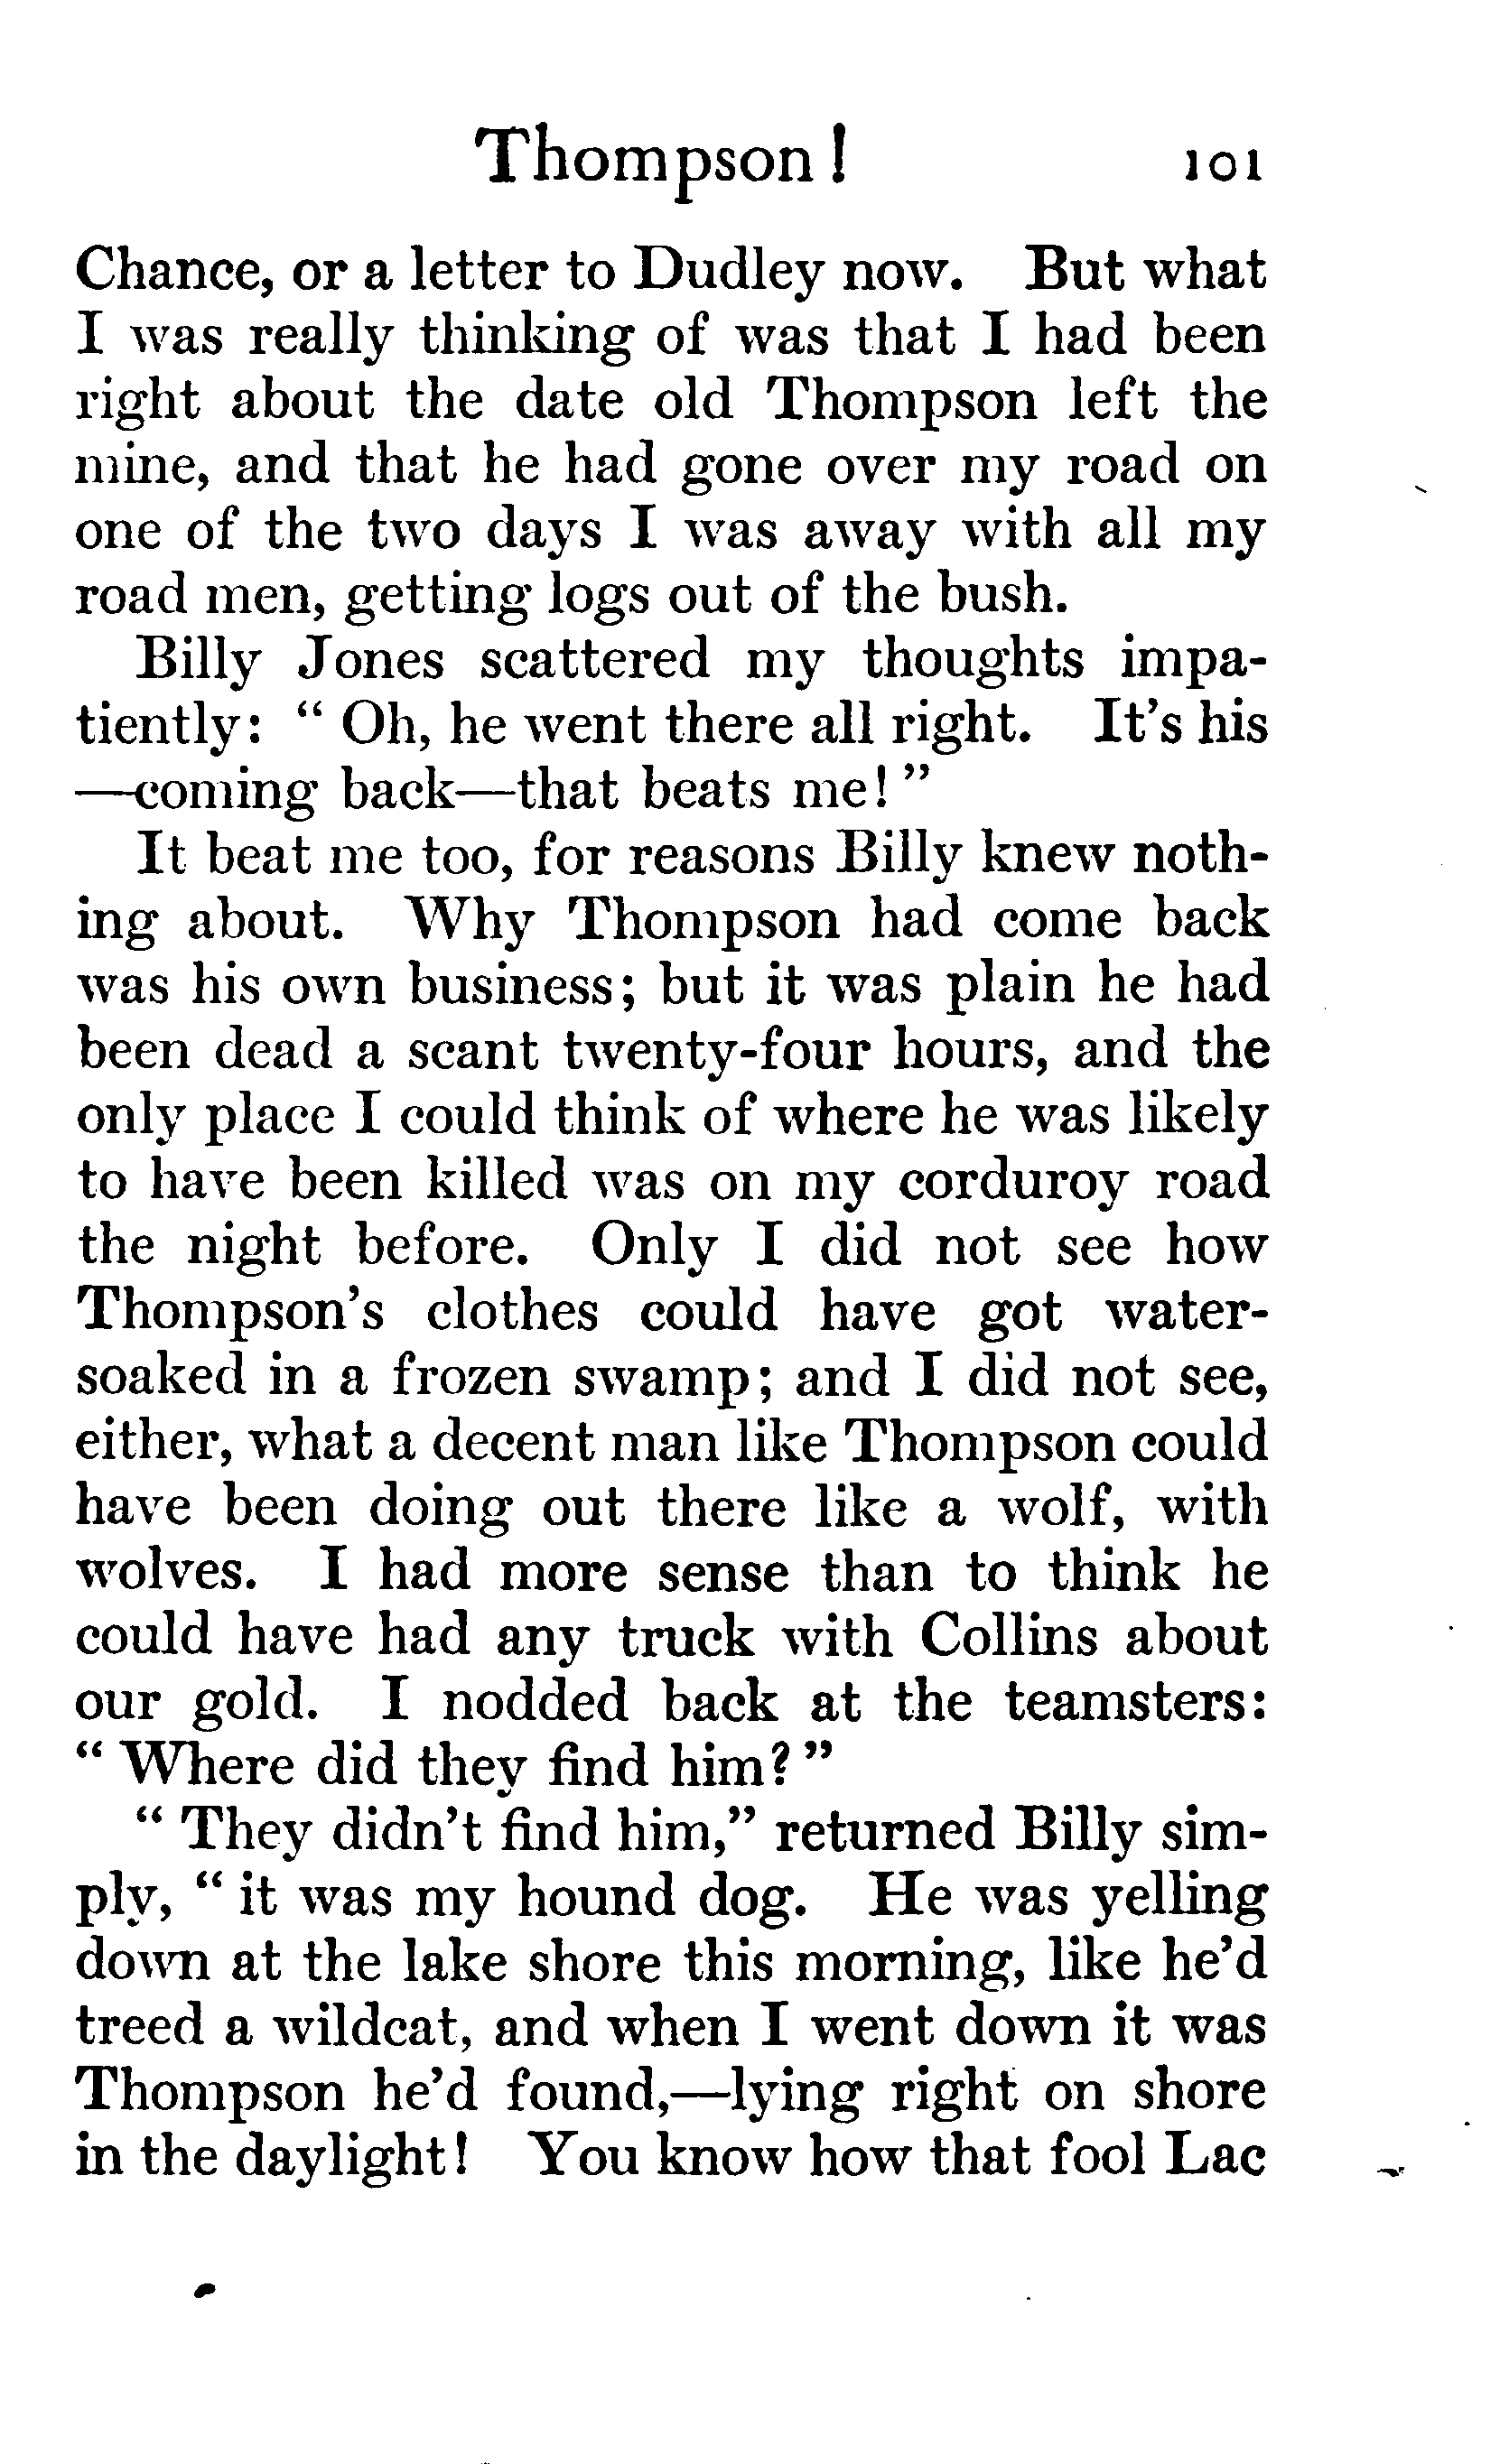 Thompson! 101
Chance, or a letter to Dudley now. But what
I was really thinking of was that I had been
right about the date old Thompson left the
mine, and that he had gone over my road on
one of the two days I was away with all my
road men, getting logs out of the bush.
Billy Jones scattered my thoughts impa-
tiently: " Oh, he went there all right. It's his
—coming back—that beats me! "
It beat me too, for reasons Billy knew noth-
ing about. Why Thompson had come back
was his own business; but it was plain he had
been dead a scant twenty-four hours, and the
only place I could think of where he was likely
to have been killed was on my corduroy road
the night before. Only I did not see how
Thompson's clothes could have got water-
soaked in a frozen swamp; and I did not see,
either, what a decent man like Thompson could
have been doing out there like a wolf, with
wolves. I had more sense than to think he
could have had any truck with Collins about
our gold. I nodded back at the teamsters:
" Where did they find him? "
" They didn't find him," returned Billy sim-
ply, " it was my hound dog. He was yelling
down at the lake shore this morning, like he'd
treed a wildcat, and when I went down it was
Thompson he'd found,—lying right on shore
in the daylight! You know how that fool Lac